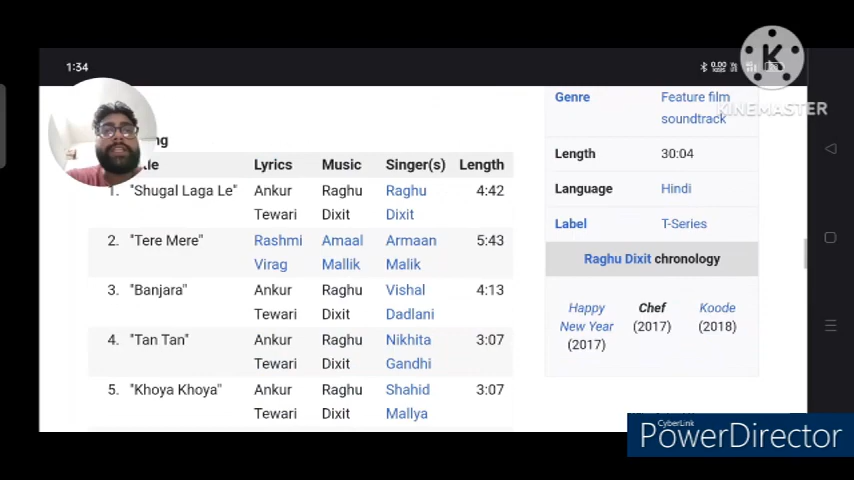 1:34
0.00
KINEMASTER
Genre
Feature film
soundtrack
Length
30:04
Language
Hindi
Label
T-Series
Raghu Dixit chronology
Happy
New Year
(2017)
Chef
(2017)
Koode
(2018)
Lyrics Music Singer(s) Length
1. "Shugal Laga Le" Ankur Raghu Raghu 4:42
Tewari Dixit Dixit
2. "Tere Mere" Rashmi Amaal Armaan 5:43
Virag Mallik Malik
3. "Banjara" Ankur Raghu Vishal 4:13
Tewari Dixit Dadlani
4. "Tan Tan" Ankur Raghu Nikhita 3:07
Tewari Dixit Gandhi
5. "Khoya Khoya" Ankur Raghu Shahid 3:07
Tewari Dixit Mallya
CyberLink
PowerDirector